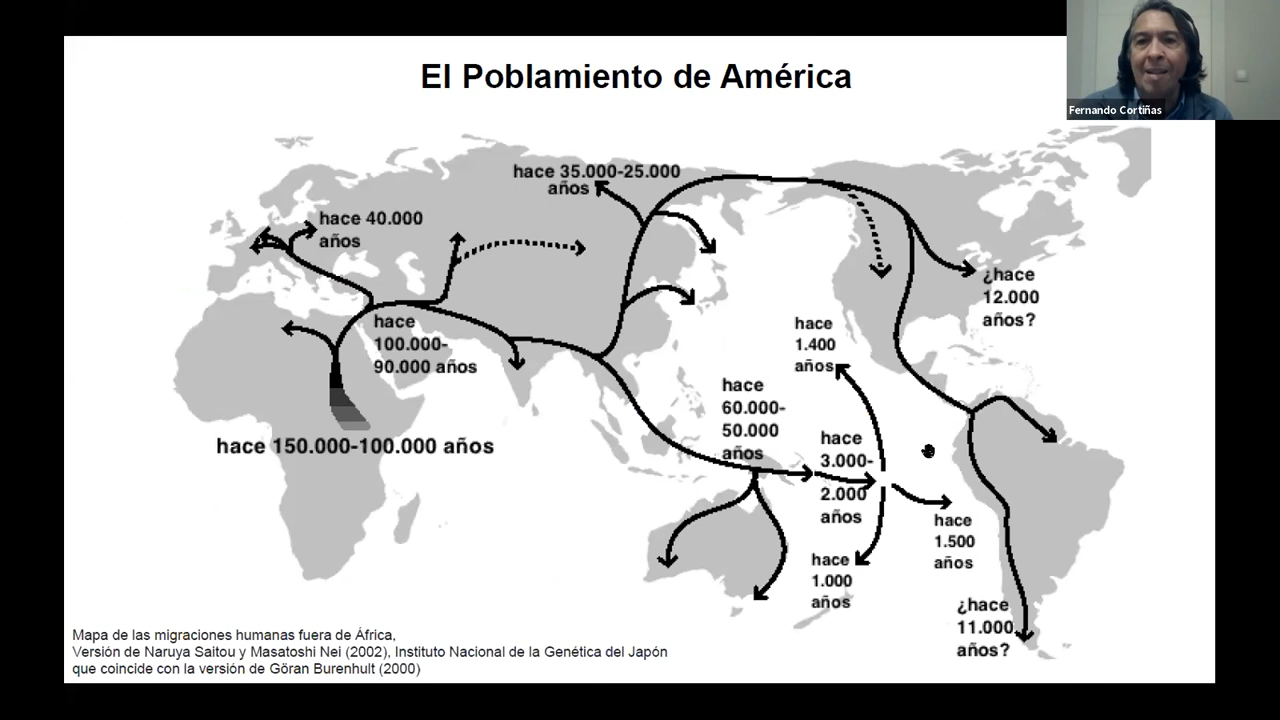 El Poblamiento de América
Fernando Cortiñas
hace 35.000-25.000
años
hace 40.000
años
¿hace
12.000
años?
hace
100.000-
90.000 años
hace
1.400
años
hace
60.000-
50.000
años
hace
3.000-
2.000
años
hace 150.000-100.000 años
hace
1.500
años
hace
1.000
años
¿hace
11.000
años?
Mapa de las migraciones humanas fuera de África,
Versión de Naruya Saitou y Masatoshi Nei (2002), Instituto Nacional de la Genética del Japón
que coincide con la versión de Göran Burenhult (2000)